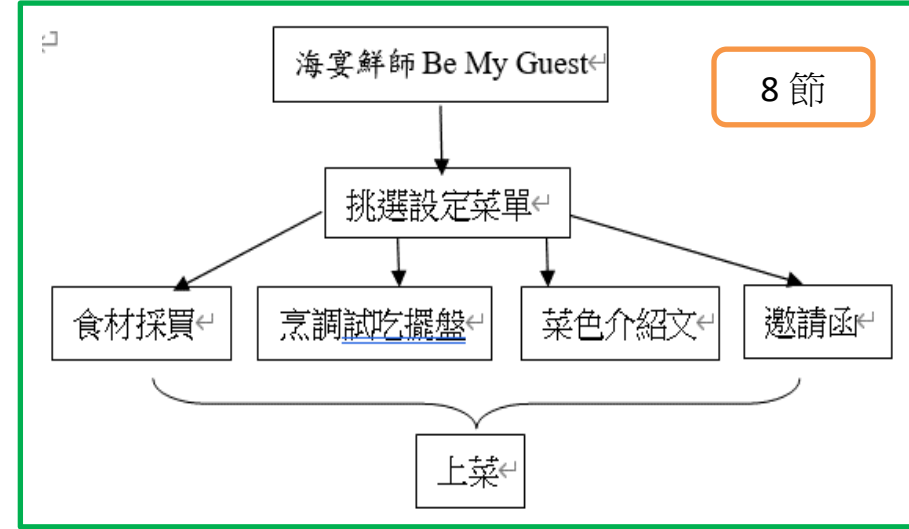 海宴鮮師 Be My Guest
8 節
挑選設定菜單
食材採買
烹調試吃擺盤
菜色介紹文
邀請函
上菜